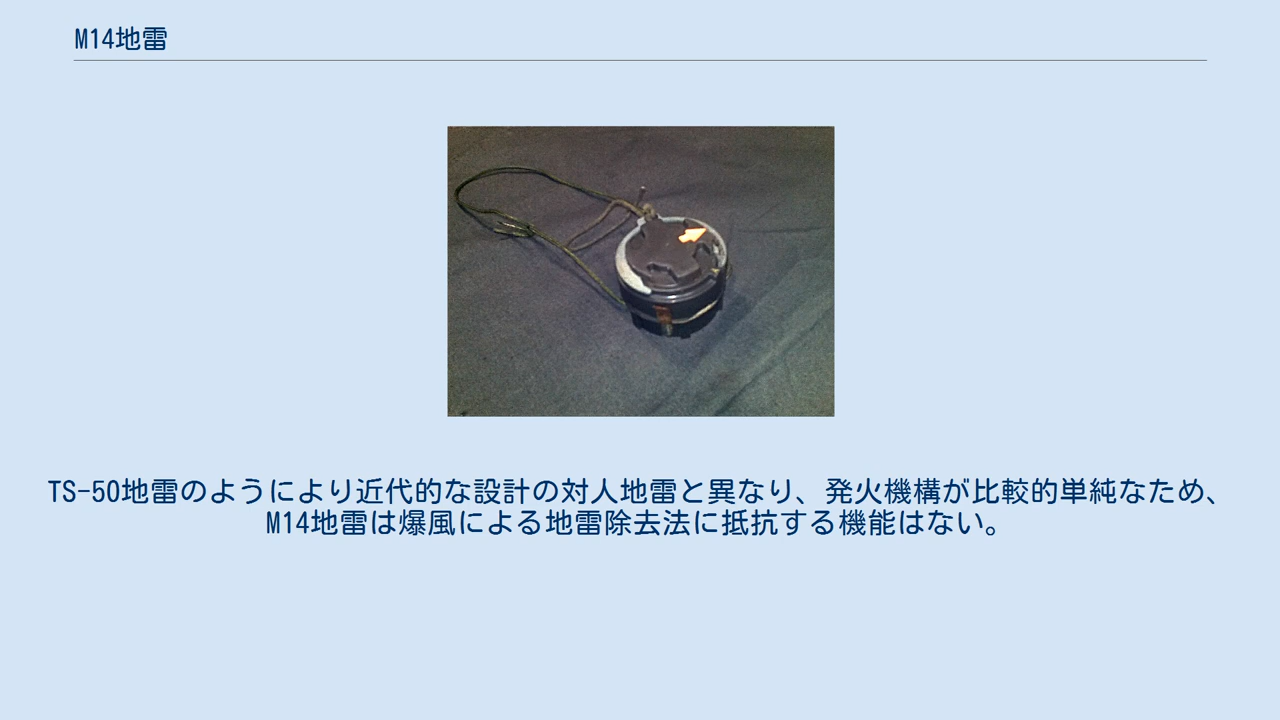 M14地雷
TS-50地雷のようにより近代的な設計の対人地雷と異なり、発火機構が比較的単純なため、
M14地雷は爆風による地雷除去法に抵抗する機能はない。